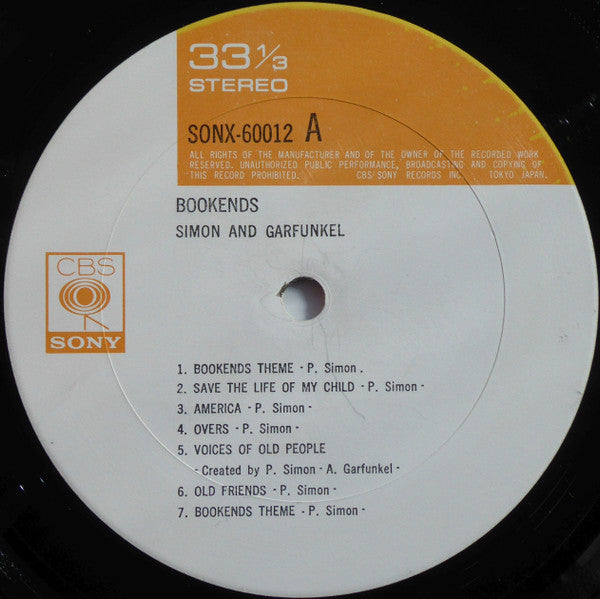 33 1/3
STEREO
SONX-60012 A
ALL RIGHTS OF THE MANUFACTURER AND OF THE OWNER OF THE RECORDED WORK
RESERVED. UNAUTHORIZED PUBLIC PERFORMANCE, BROADCASTING AND COPYING OF
THIS RECORD PROHIBITED. CBS/SONY RECORDS INC. TOKYO JAPAN.
BOOKENDS
SIMON AND GARFUNKEL
CBS
SONY
1. BOOKENDS THEME - P. Simon .
2. SAVE THE LIFE OF MY CHILD - P. Simon -
3. AMERICA - P. Simon -
4. OVERS - P. Simon -
5. VOICES OF OLD PEOPLE
- Created by P. Simon - A. Garfunkel -
6. OLD FRIENDS - P. Simon -
7. BOOKENDS THEME - P. Simon -